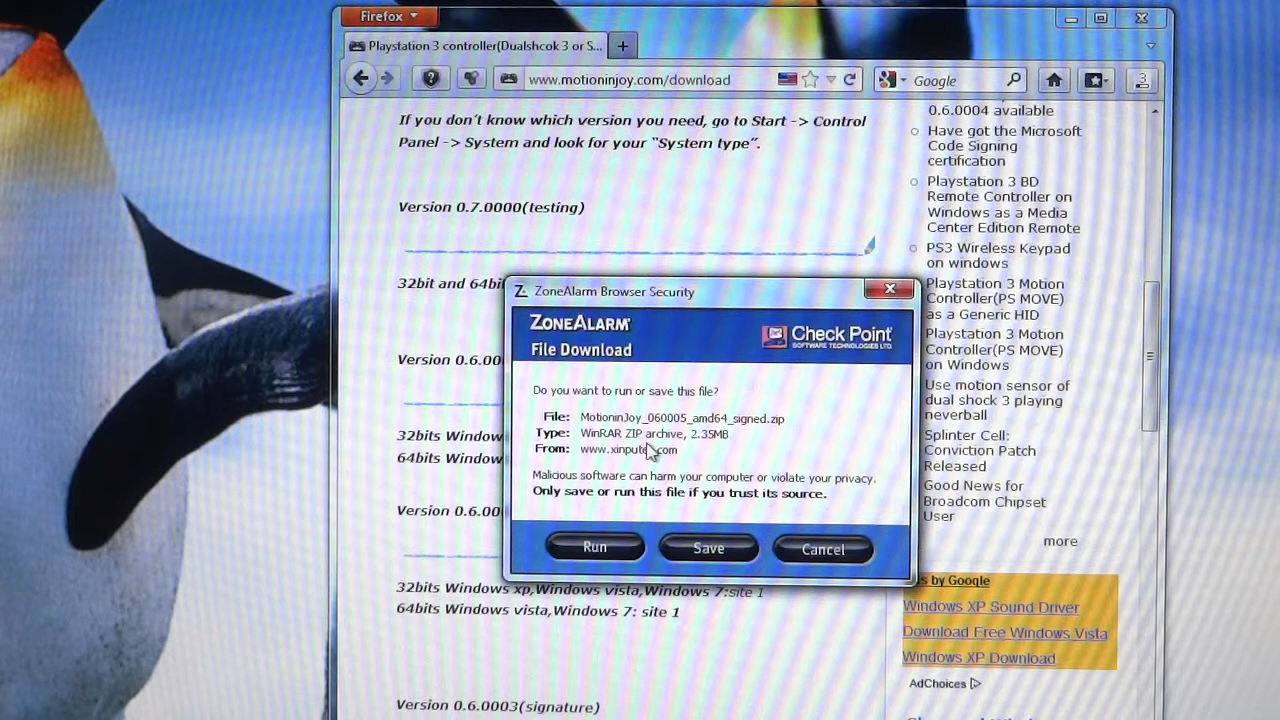 Firefox
Playstation 3 controller(Dualshcok 3 or S...
www.motioninjoy.com/download
Google
3
If you don't know which version you need, go to Start -> Control
Panel -> System and look for your "System type".
Version 0.7.0000(testing)
32bit and 64bi
Version 0.6.00
32bits Window
64bits Window
Version 0.6.00
32bits Windows xp,Windows vista,Windows 7:site 1
64bits Windows vista,Windows 7: site 1
Version 0.6.0003(signature)
ZoneAlarm Browser Security
ZONEALARM
File Download
Check Point
SOFTWARE TECHNOLOGIES LTD.
Do you want to run or save this file?
File: MotioninJoy_060005_amd64_signed.zip
Type: WinRAR ZIP archive, 2.35MB
From: www.xinput .com
Malicious software can harm your computer or violate your privacy.
Only save or run this file if you trust its source.
Run
Save
Cancel
0.6.0004 available
Have got the Microsoft
Code Signing
certification
Playstation 3 BD
Remote Controller on
Windows as a Media
Center Edition Remote
PS3 Wireless Keypad
on windows
Playstation 3 Motion
Controller(PS MOVE)
as a Generic HID
Playstation 3 Motion
Controller(PS MOVE)
on Windows
Use motion sensor of
dual shock 3 playing
neverball
Splinter Cell:
Conviction Patch
Released
Good News for
Broadcom Chipset
User
more
s by Google
Windows XP Sound Driver
Download Free Windows Vista
Windows XP Download
AdChoices